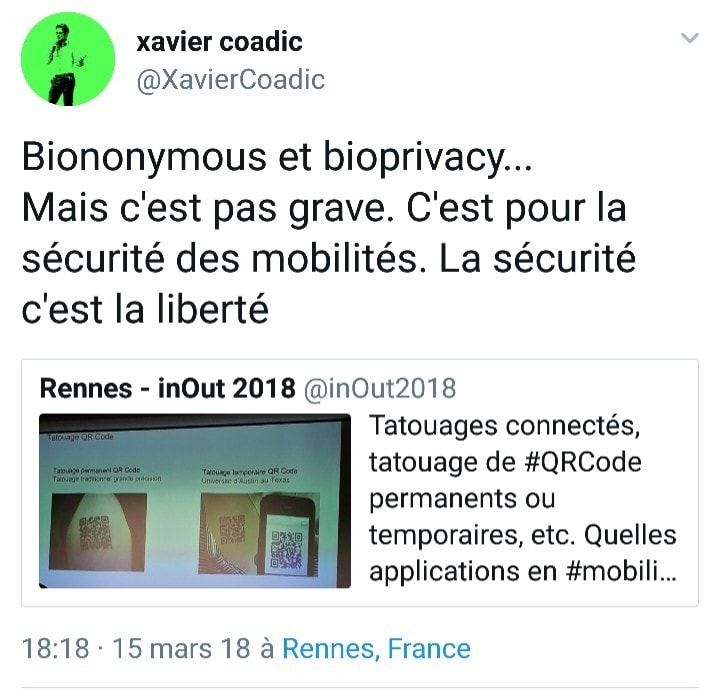 xavier coadic
@XavierCoadic
Biononymous et bioprivacy...
Mais c'est pas grave. C'est pour la
sécurité des mobilités. La sécurité
c'est la liberté
Rennes - inOut 2018 @inOut2018
Tatouage QR Code
Tatouage permanent QR Code
Tatouage traditionnel grande précision
Tatouage temporaire QR Code
Université d'Austin au Texas
Tatouages connectés,
tatouage de #QRCode
permanents ou
temporaires, etc. Quelles
applications en #mobili...
18:18 · 15 mars 18 à Rennes, France